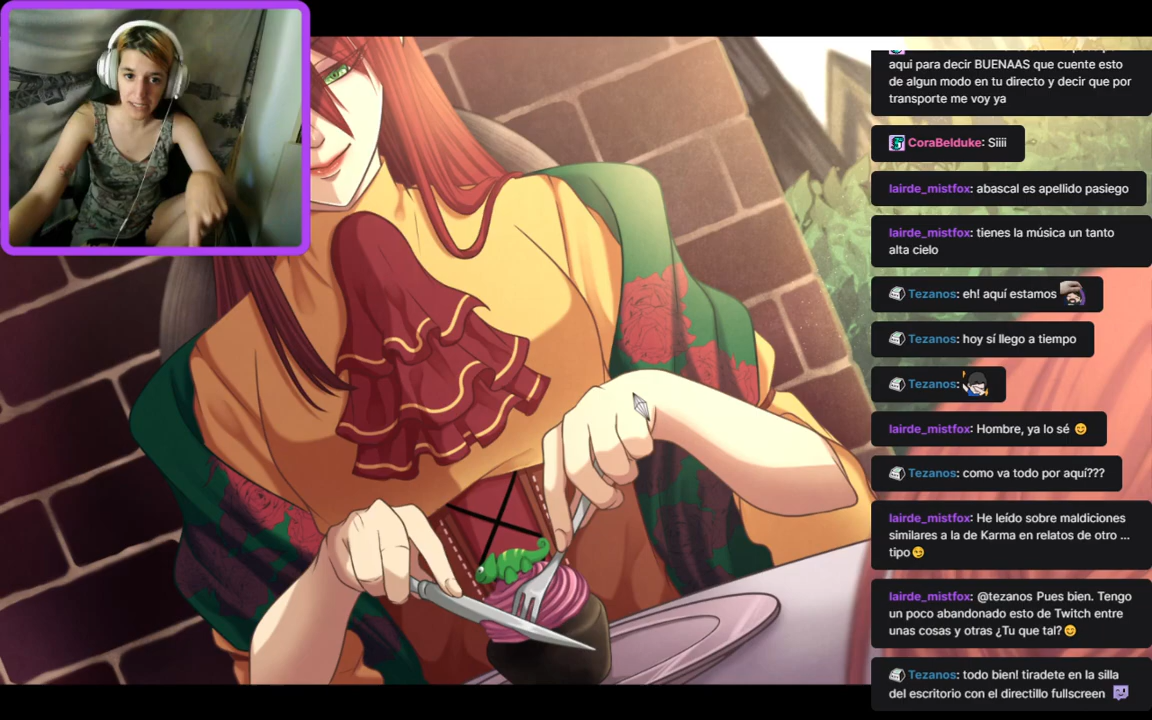 aqui para decir BUENAAS que cuente esto
de algun modo en tu directo y decir que por
transporte me voy ya
CoraBelduke: Siiii
lairde_mistfox: abascal es apellido pasiego
lairde_mistfox: tienes la música un tanto
alta cielo
Tezanos: eh! aquí estamos
Tezanos: hoy sí llego a tiempo
Tezanos:
lairde_mistfox: Hombre, ya lo sé 😊
Tezanos: como va todo por aquí???
lairde_mistfox: He leído sobre maldiciones
similares a la de Karma en relatos de otro ...
tipo😏
lairde_mistfox: @tezanos Pues bien. Tengo
un poco abandonado esto de Twitch entre
unas cosas y otras ¿Tu que tal?😊
Tezanos: todo bien! tiradete en la silla
del escritorio con el directillo fullscreen